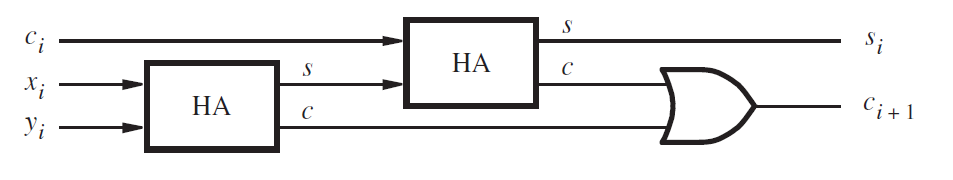 c_i s s_i
HA
x_i s c
HA c_{i + 1}
y_i c